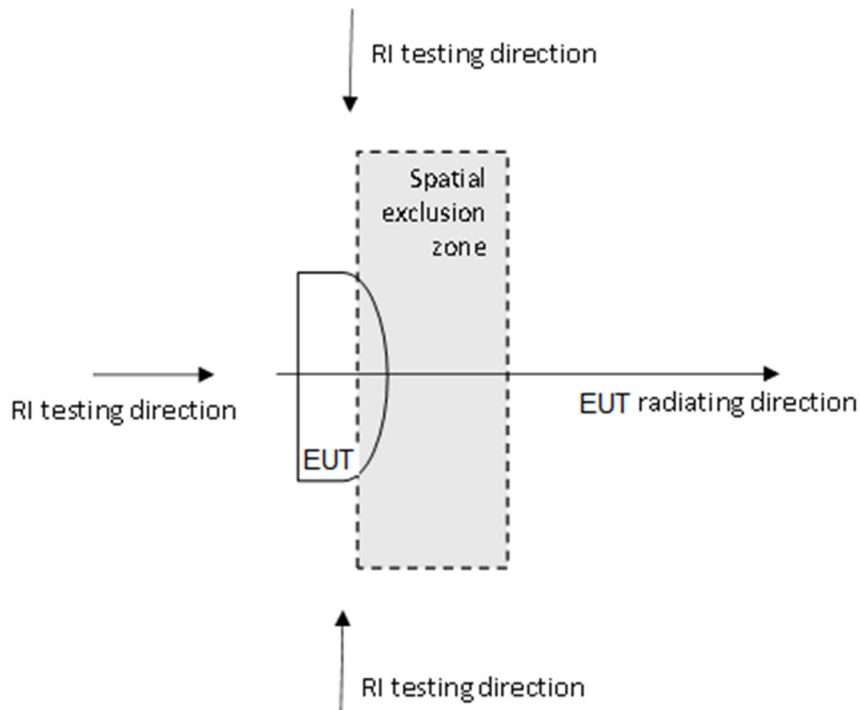 RI testing direction
Spatial
exclusion
zone
RI testing direction
EUT radiating direction
EUT
RI testing direction